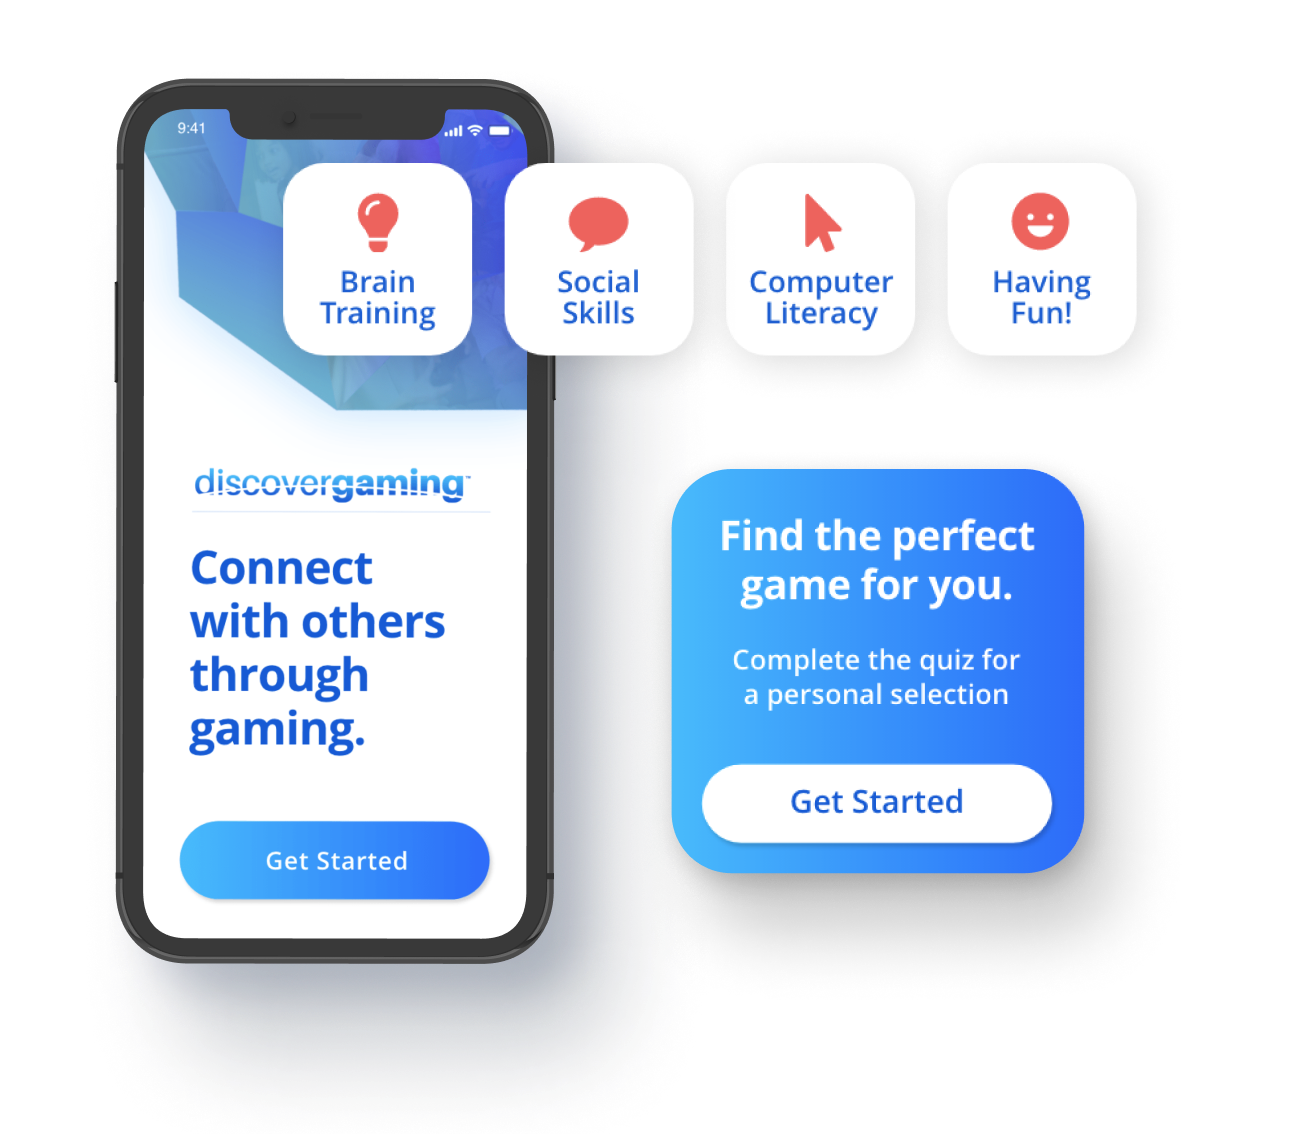 9:41
Brain
Training
Social
Skills
Computer
Literacy
Having
Fun!
discovergaming™
Connect
with others
through
gaming.
Get Started
Find the perfect
game for you.
Complete the quiz for
a personal selection
Get Started